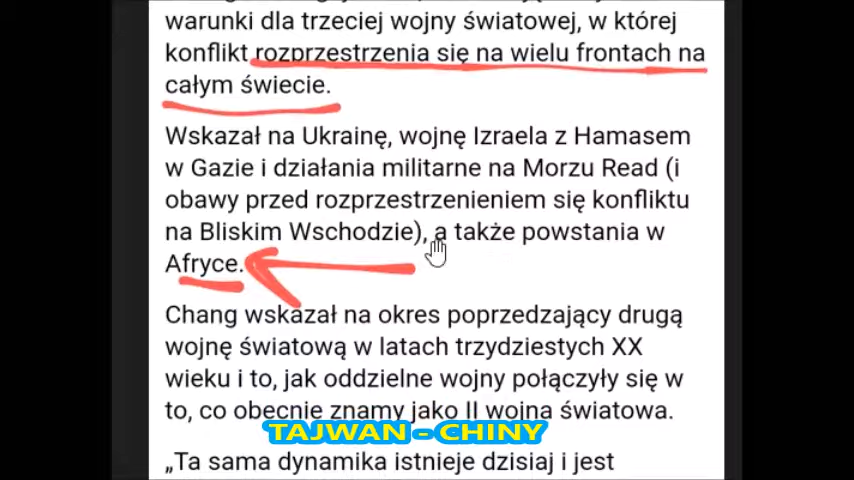 warunki dla trzeciej wojny światowej, w której
konflikt rozprzestrzenia się na wielu frontach na
całym świecie.
Wskazał na Ukrainę, wojnę Izraela z Hamasem
w Gazie i działania militarne na Morzu Read (i
obawy przed rozprzestrzenieniem się konfliktu
na Bliskim Wschodzie), a także powstania w
Afryce.
Chang wskazał na okres poprzedzający drugą
wojnę światową w latach trzydziestych XX
wieku i to, jak oddzielne wojny połączyły się w
to, co obecnie znamy jako II wojna światowa.
TAJWAN - CHINY
„Ta sama dynamika istnieje dzisiaj i jest